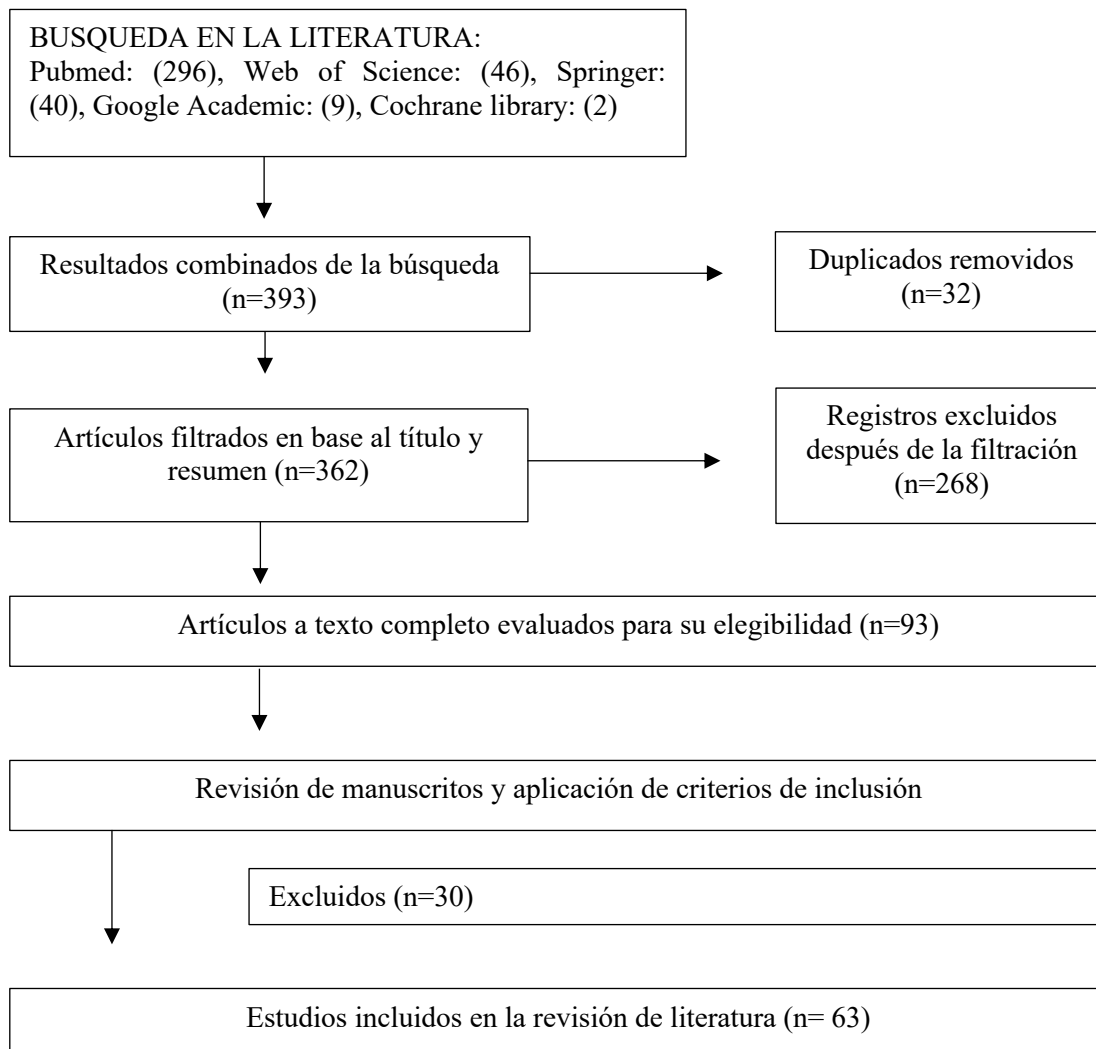 BUSQUEDA EN LA LITERATURA:
Pubmed: (296), Web of Science: (46), Springer:
(40), Google Academic: (9), Cochrane library: (2)
Resultados combinados de la búsqueda
(n=393)
Duplicados removidos
(n=32)
Artículos filtrados en base al título y
resumen (n=362)
Registros excluidos
después de la filtración
(n=268)
Artículos a texto completo evaluados para su elegibilidad (n=93)
Revisión de manuscritos y aplicación de criterios de inclusión
Excluidos (n=30)
Estudios incluidos en la revisión de literatura (n= 63)